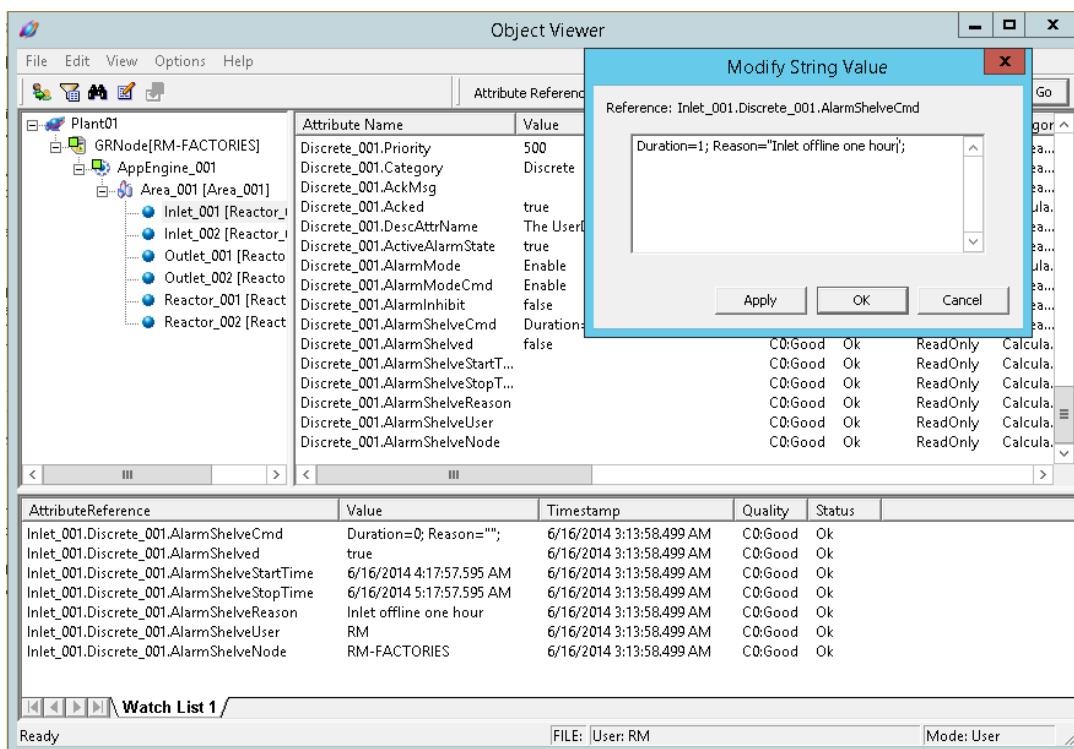 Object Viewer
File Edit View Options Help
Attribute Referenc
Go
Modify String Value
Reference: Inlet_001.Discrete_001.AlarmShelveCmd
Duration=1; Reason="Inlet offline one hour";
Apply OK Cancel
Plant01
GRNode[RM-FACTORIES]
AppEngine_001
Area_001 [Area_001]
Inlet_001 [Reactor_
Inlet_002 [Reactor_
Outlet_001 [Reacto
Outlet_002 [Reacto
Reactor_001 [React
Reactor_002 [React
Attribute Name Value
Discrete_001.Priority 500
Discrete_001.Category Discrete
Discrete_001.AckMsg
Discrete_001.Acked true
Discrete_001.DescAttrName The User
Discrete_001.ActiveAlarmState true
Discrete_001.AlarmMode Enable
Discrete_001.AlarmModeCmd Enable
Discrete_001.AlarmInhibit false
Discrete_001.AlarmShelveCmd Duration=
Discrete_001.AlarmShelved false C0:Good Ok ReadOnly Calcula.
Discrete_001.AlarmShelveStartT... C0:Good Ok ReadOnly Calcula.
Discrete_001.AlarmShelveStopT... C0:Good Ok ReadOnly Calcula.
Discrete_001.AlarmShelveReason C0:Good Ok ReadOnly Calcula.
Discrete_001.AlarmShelveUser C0:Good Ok ReadOnly Calcula.
Discrete_001.AlarmShelveNode C0:Good Ok ReadOnly Calcula.
AttributeReference Value Timestamp Quality Status
Inlet_001.Discrete_001.AlarmShelveCmd Duration=0; Reason=""; 6/16/2014 3:13:58.499 AM C0:Good Ok
Inlet_001.Discrete_001.AlarmShelved true 6/16/2014 3:13:58.499 AM C0:Good Ok
Inlet_001.Discrete_001.AlarmShelveStartTime 6/16/2014 4:17:57.595 AM 6/16/2014 3:13:58.499 AM C0:Good Ok
Inlet_001.Discrete_001.AlarmShelveStopTime 6/16/2014 5:17:57.595 AM 6/16/2014 3:13:58.499 AM C0:Good Ok
Inlet_001.Discrete_001.AlarmShelveReason Inlet offline one hour 6/16/2014 3:13:58.499 AM C0:Good Ok
Inlet_001.Discrete_001.AlarmShelveUser RM 6/16/2014 3:13:58.499 AM C0:Good Ok
Inlet_001.Discrete_001.AlarmShelveNode RM-FACTORIES 6/16/2014 3:13:58.499 AM C0:Good Ok
Watch List 1
Ready FILE: User: RM Mode: User